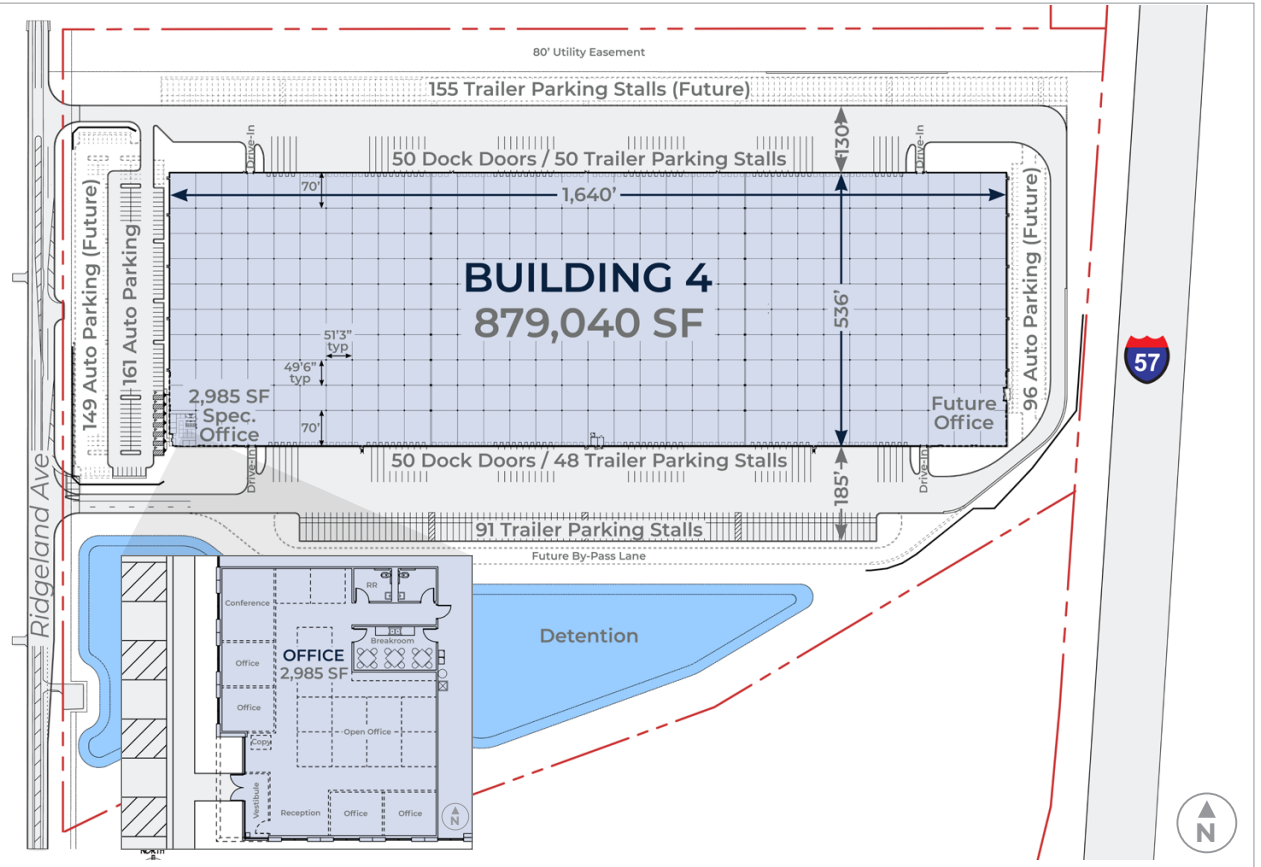 80' Utility Easement
155 Trailer Parking Stalls (Future)
130'
Drive-In
Drive-In
50 Dock Doors / 50 Trailer Parking Stalls
70'
1,640'
149 Auto Parking (Future)
161 Auto Parking
BUILDING 4
879,040 SF
536'
96 Auto Parking (Future)
57
51'3"
typ
49'6"
typ
2,985 SF
Spec.
Office
70'
Future
Office
Drive-In
50 Dock Doors / 48 Trailer Parking Stalls
Drive-In
185'
91 Trailer Parking Stalls
Future By-Pass Lane
Ridgeland Ave
Detention
RR
Conference
Breakroom
OFFICE
2,985 SF
Office
Office
Open Office
Copy
Vestibule
Reception
Office
Office
N
N